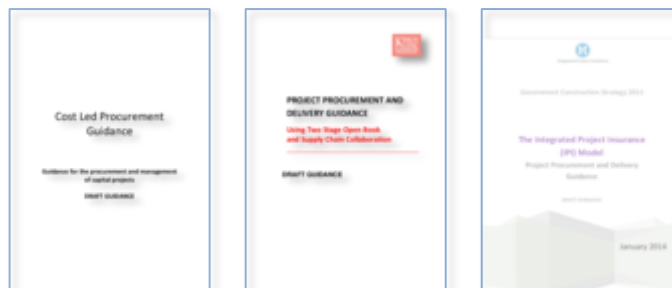 Cost Led Procurement
Guidance
Guidance for the procurement and management
of capital projects
DRAFT GUIDANCE
PROJECT PROCUREMENT AND
DELIVERY GUIDANCE
Using Two Stage Open Book
and Supply Chain Collaboration
DRAFT GUIDANCE
Government Construction Strategy
The Integrated Project Insurance
(IPI) Model
Project Procurement and Delivery
Guidance
January 2014